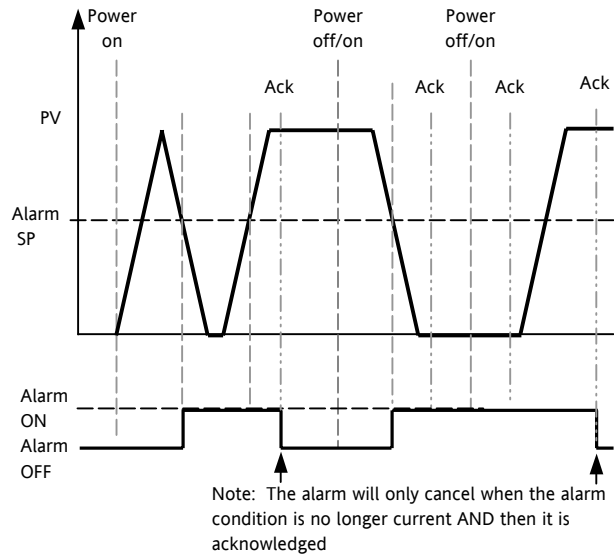 Power
on
Power
off/on
Power
off/on
Ack
Ack
Ack
Ack
PV
Alarm
SP
Alarm
ON
Alarm
OFF
Note: The alarm will only cancel when the alarm
condition is no longer current AND then it is
acknowledged